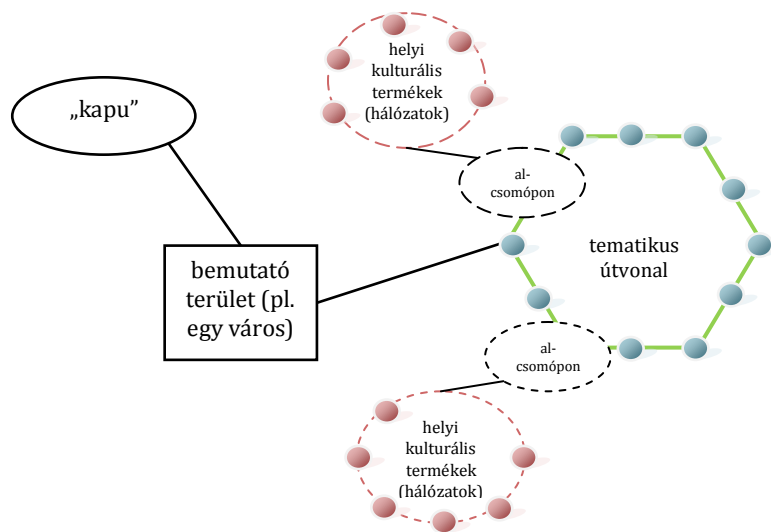 helyi
kulturális
termékek
(hálózatok)
„kapu”
al-
csomópon
tematikus
útvonal
bemutató
terület (pl.
egy város)
al-
csomópon
helyi
kulturális
termékek
(hálózatok)